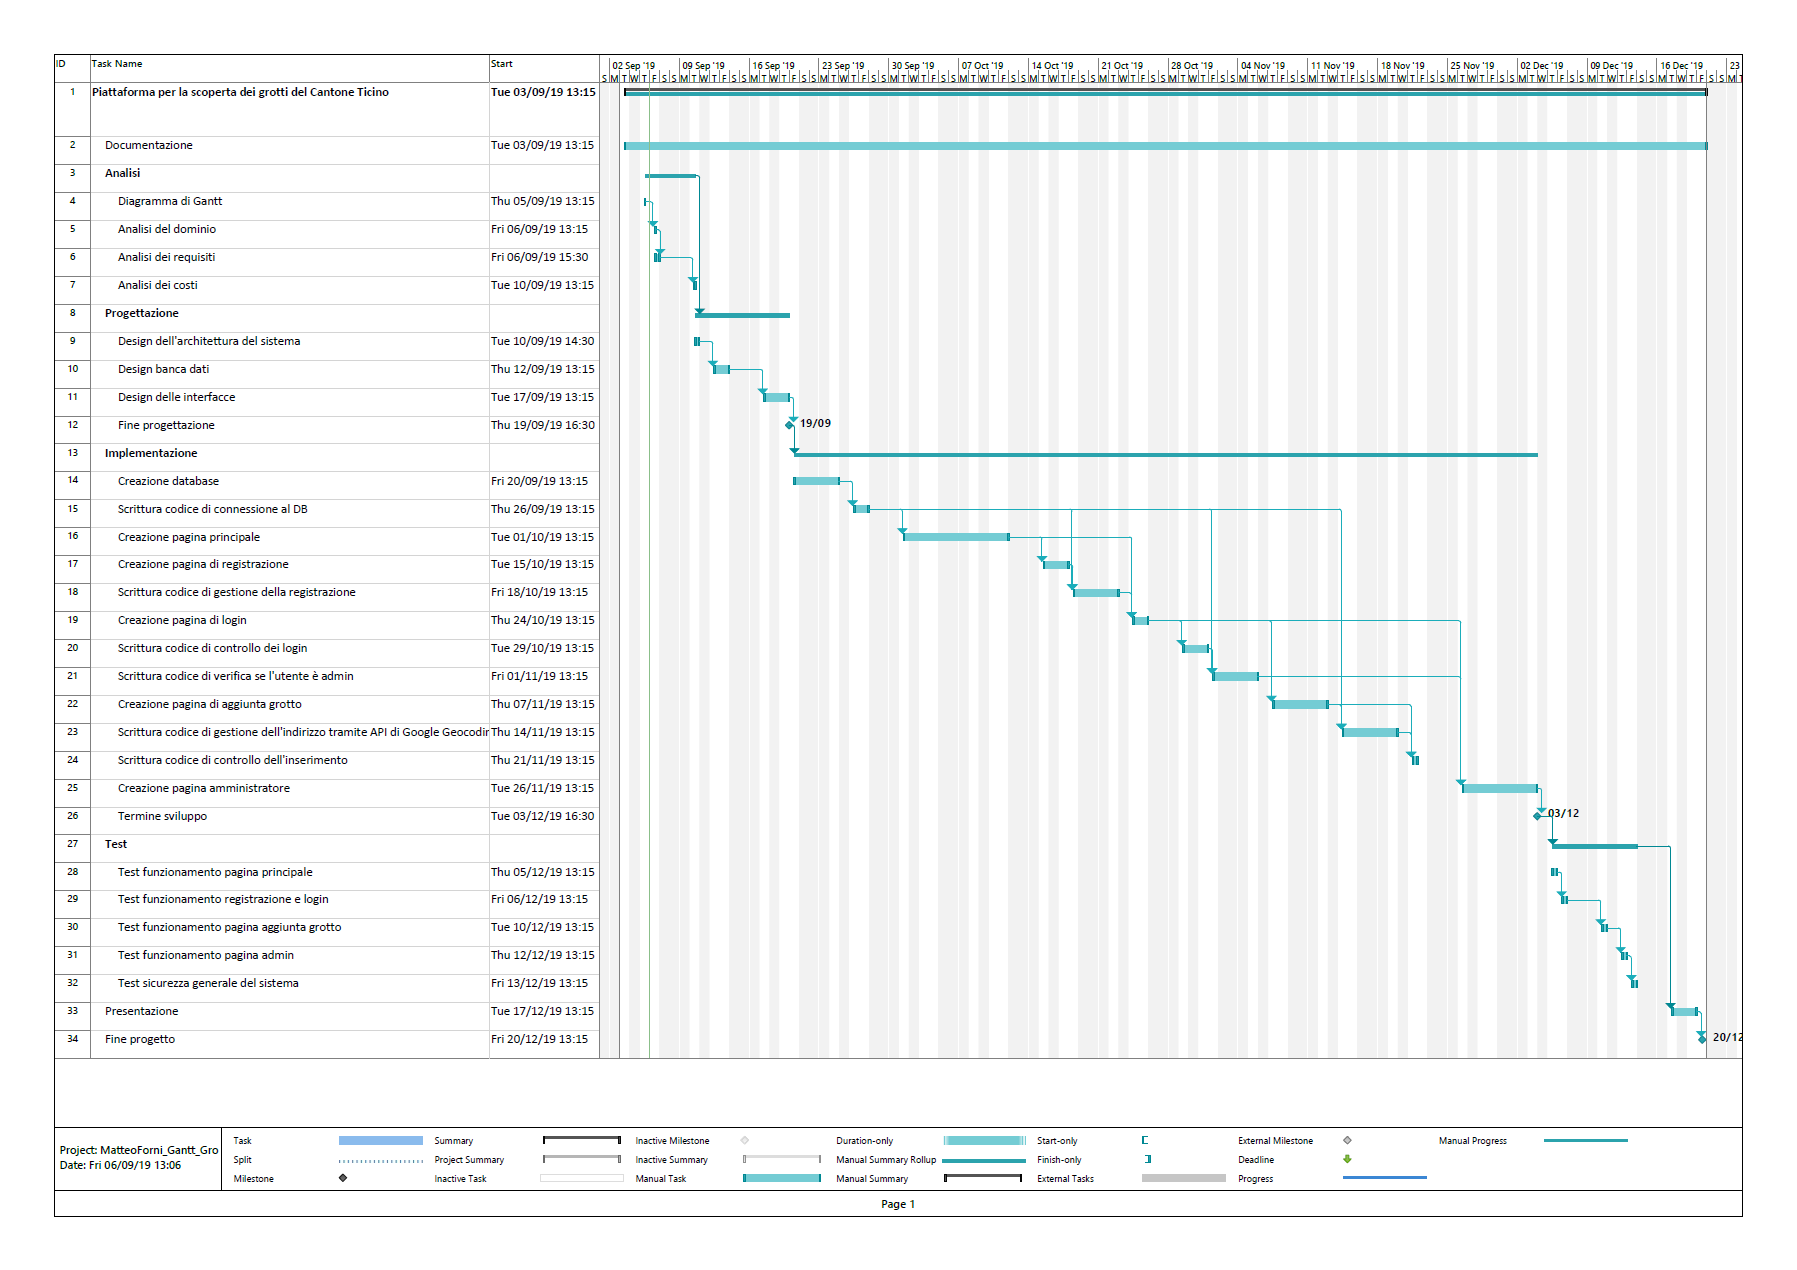 ID Task Name Start 02 Sep '19 09 Sep '19 16 Sep '19 23 Sep '19 30 Sep '19 07 Oct '19 14 Oct '19 21 Oct '19 28 Oct '19 04 Nov '19 11 Nov '19 18 Nov '19 25 Nov '19 02 Dec '19 09 Dec '19 16 Dec '19 23
S M T W T F S S M T W T F S S M T W T F S S M T W T F S S M T W T F S S M T W T F S S M T W T F S S M T W T F S S M T W T F S S M T W T F S S M T W T F S S M T W T F S S M T W T F S S M T W T F S S M T W T F S S M T W T F S S M T
1 Piattaforma per la scoperta dei grotti del Cantone Ticino Tue 03/09/19 13:15
2 Documentazione Tue 03/09/19 13:15
3 Analisi
4 Diagramma di Gantt Thu 05/09/19 13:15
5 Analisi del dominio Fri 06/09/19 13:15
6 Analisi dei requisiti Fri 06/09/19 15:30
7 Analisi dei costi Tue 10/09/19 13:15
8 Progettazione
9 Design dell'architettura del sistema Tue 10/09/19 14:30
10 Design banca dati Thu 12/09/19 13:15
11 Design delle interfacce Tue 17/09/19 13:15
12 Fine progettazione Thu 19/09/19 16:30 19/09
13 Implementazione
14 Creazione database Fri 20/09/19 13:15
15 Scrittura codice di connessione al DB Thu 26/09/19 13:15
16 Creazione pagina principale Tue 01/10/19 13:15
17 Creazione pagina di registrazione Tue 15/10/19 13:15
18 Scrittura codice di gestione della registrazione Fri 18/10/19 13:15
19 Creazione pagina di login Thu 24/10/19 13:15
20 Scrittura codice di controllo dei login Tue 29/10/19 13:15
21 Scrittura codice di verifica se l'utente è admin Fri 01/11/19 13:15
22 Creazione pagina di aggiunta grotto Thu 07/11/19 13:15
23 Scrittura codice di gestione dell'indirizzo tramite API di Google Geocodin Thu 14/11/19 13:15
24 Scrittura codice di controllo dell'inserimento Thu 21/11/19 13:15
25 Creazione pagina amministratore Tue 26/11/19 13:15
26 Termine sviluppo Tue 03/12/19 16:30 03/12
27 Test
28 Test funzionamento pagina principale Thu 05/12/19 13:15
29 Test funzionamento registrazione e login Fri 06/12/19 13:15
30 Test funzionamento pagina aggiunta grotto Tue 10/12/19 13:15
31 Test funzionamento pagina admin Thu 12/12/19 13:15
32 Test sicurezza generale del sistema Fri 13/12/19 13:15
33 Presentazione Tue 17/12/19 13:15
34 Fine progetto Fri 20/12/19 13:15 20/12
Project: MatteoForni_Gantt_Gro
Date: Fri 06/09/19 13:06
Task Summary Inactive Milestone Duration-only Start-only External Milestone Manual Progress
Split Project Summary Inactive Summary Manual Summary Rollup Finish-only Deadline
Milestone Inactive Task Manual Task Manual Summary External Tasks Progress
Page 1